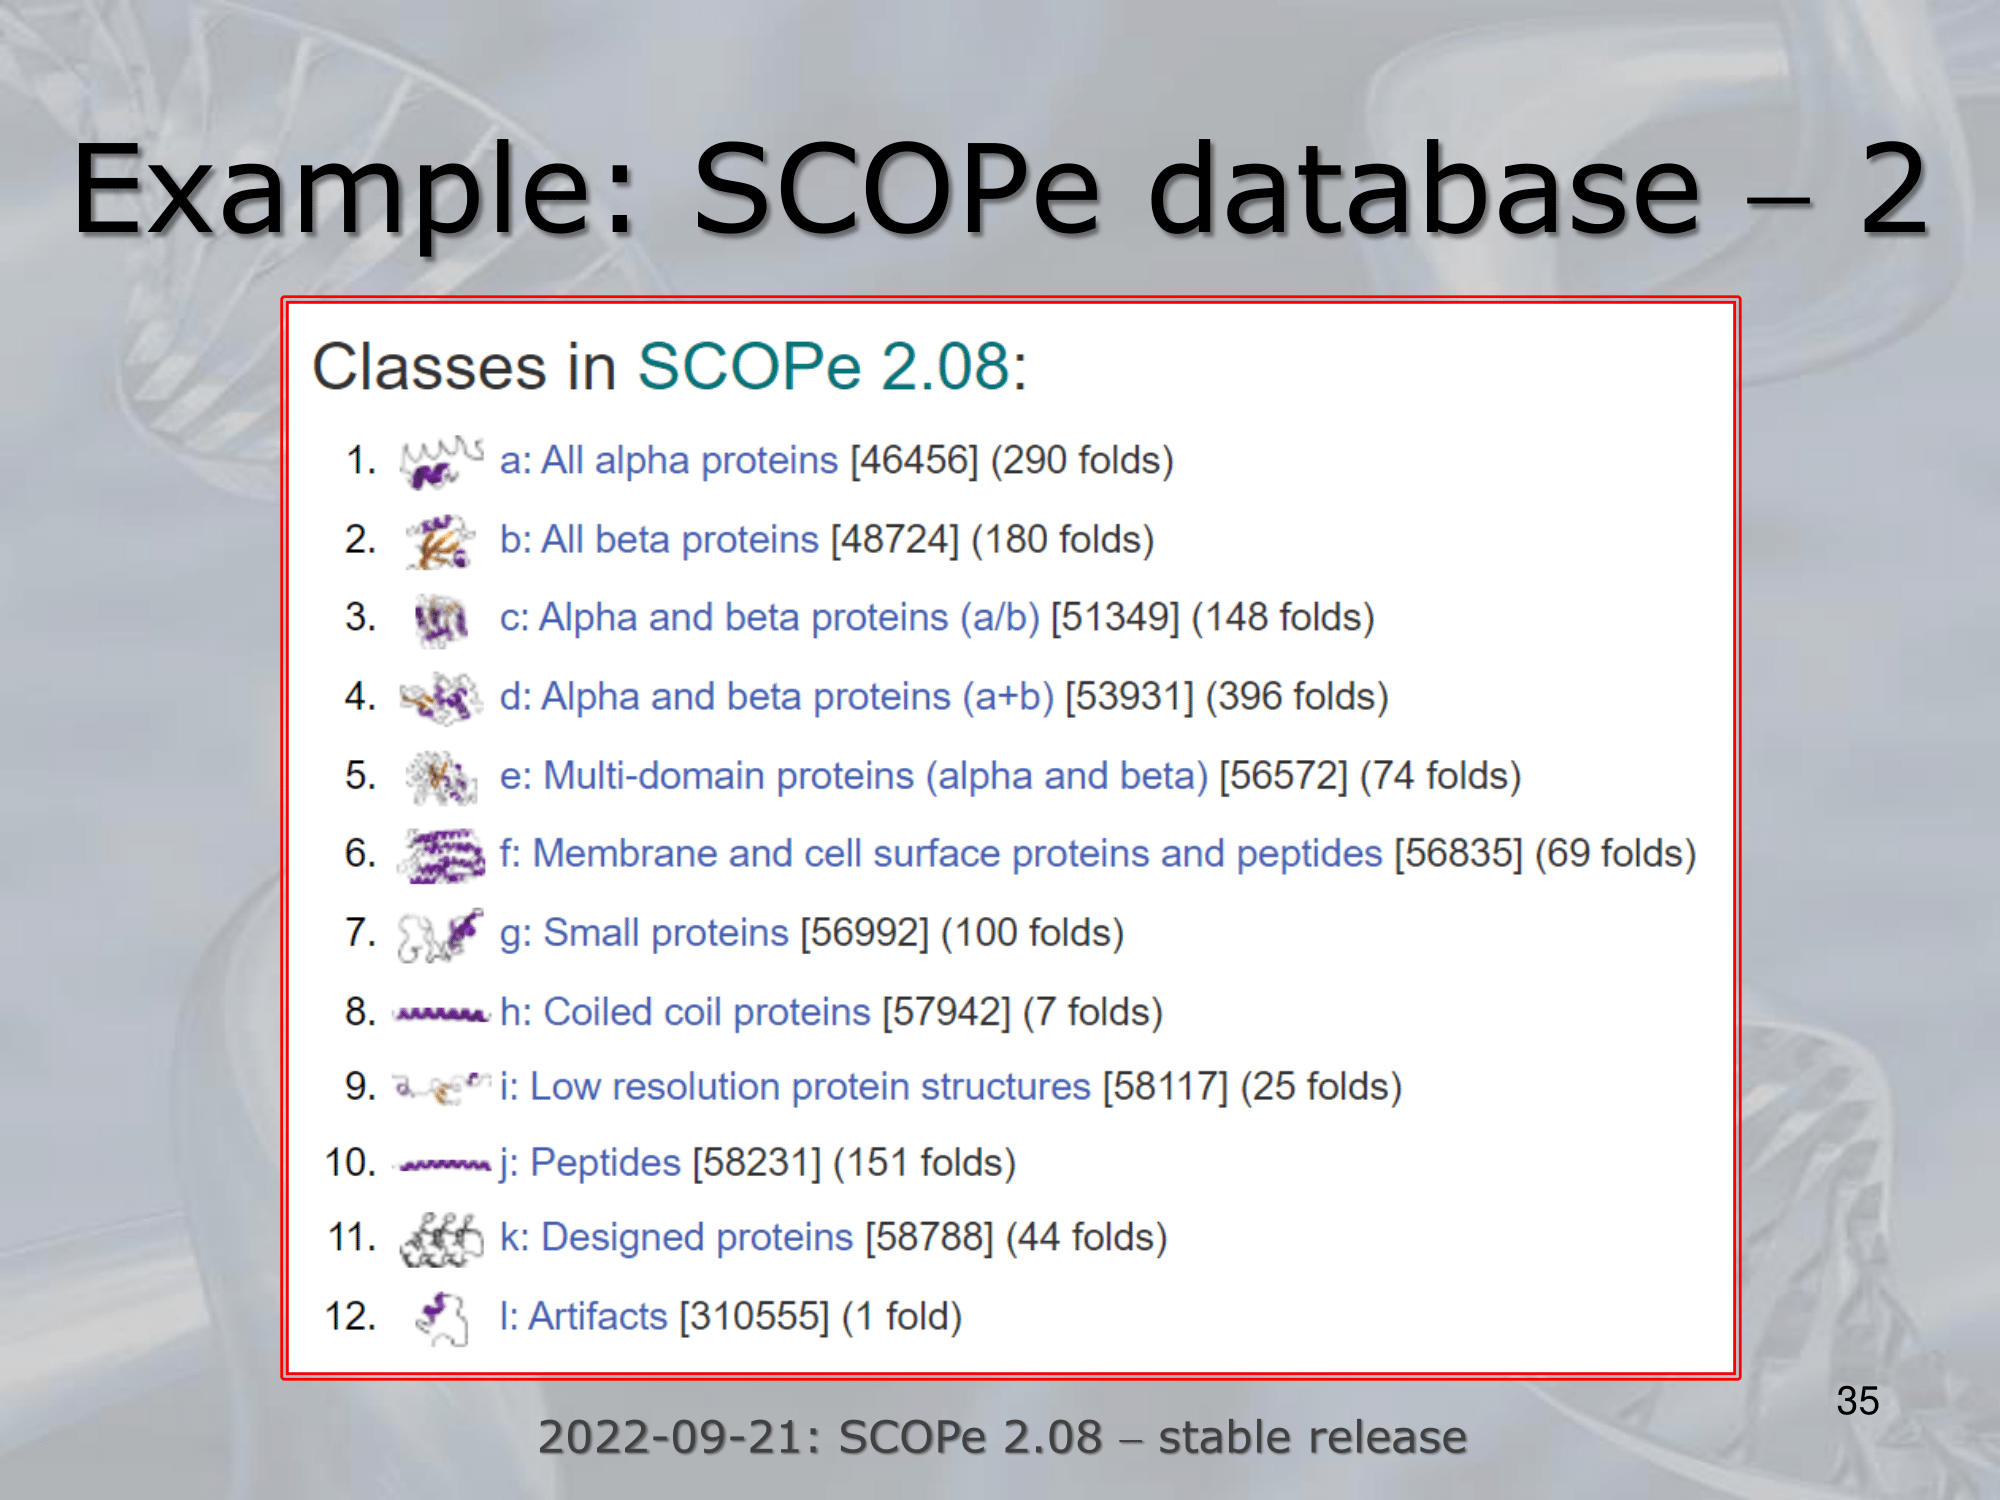 Example: SCOPe database – 2
Classes in SCOPe 2.08:
1. a: All alpha proteins [46456] (290 folds)
2. b: All beta proteins [48724] (180 folds)
3. c: Alpha and beta proteins (a/b) [51349] (148 folds)
4. d: Alpha and beta proteins (a+b) [53931] (396 folds)
5. e: Multi-domain proteins (alpha and beta) [56572] (74 folds)
6. f: Membrane and cell surface proteins and peptides [56835] (69 folds)
7. g: Small proteins [56992] (100 folds)
8. h: Coiled coil proteins [57942] (7 folds)
9. i: Low resolution protein structures [58117] (25 folds)
10. j: Peptides [58231] (151 folds)
11. k: Designed proteins [58788] (44 folds)
12. l: Artifacts [310555] (1 fold)
35
2022-09-21: SCOPe 2.08 – stable release